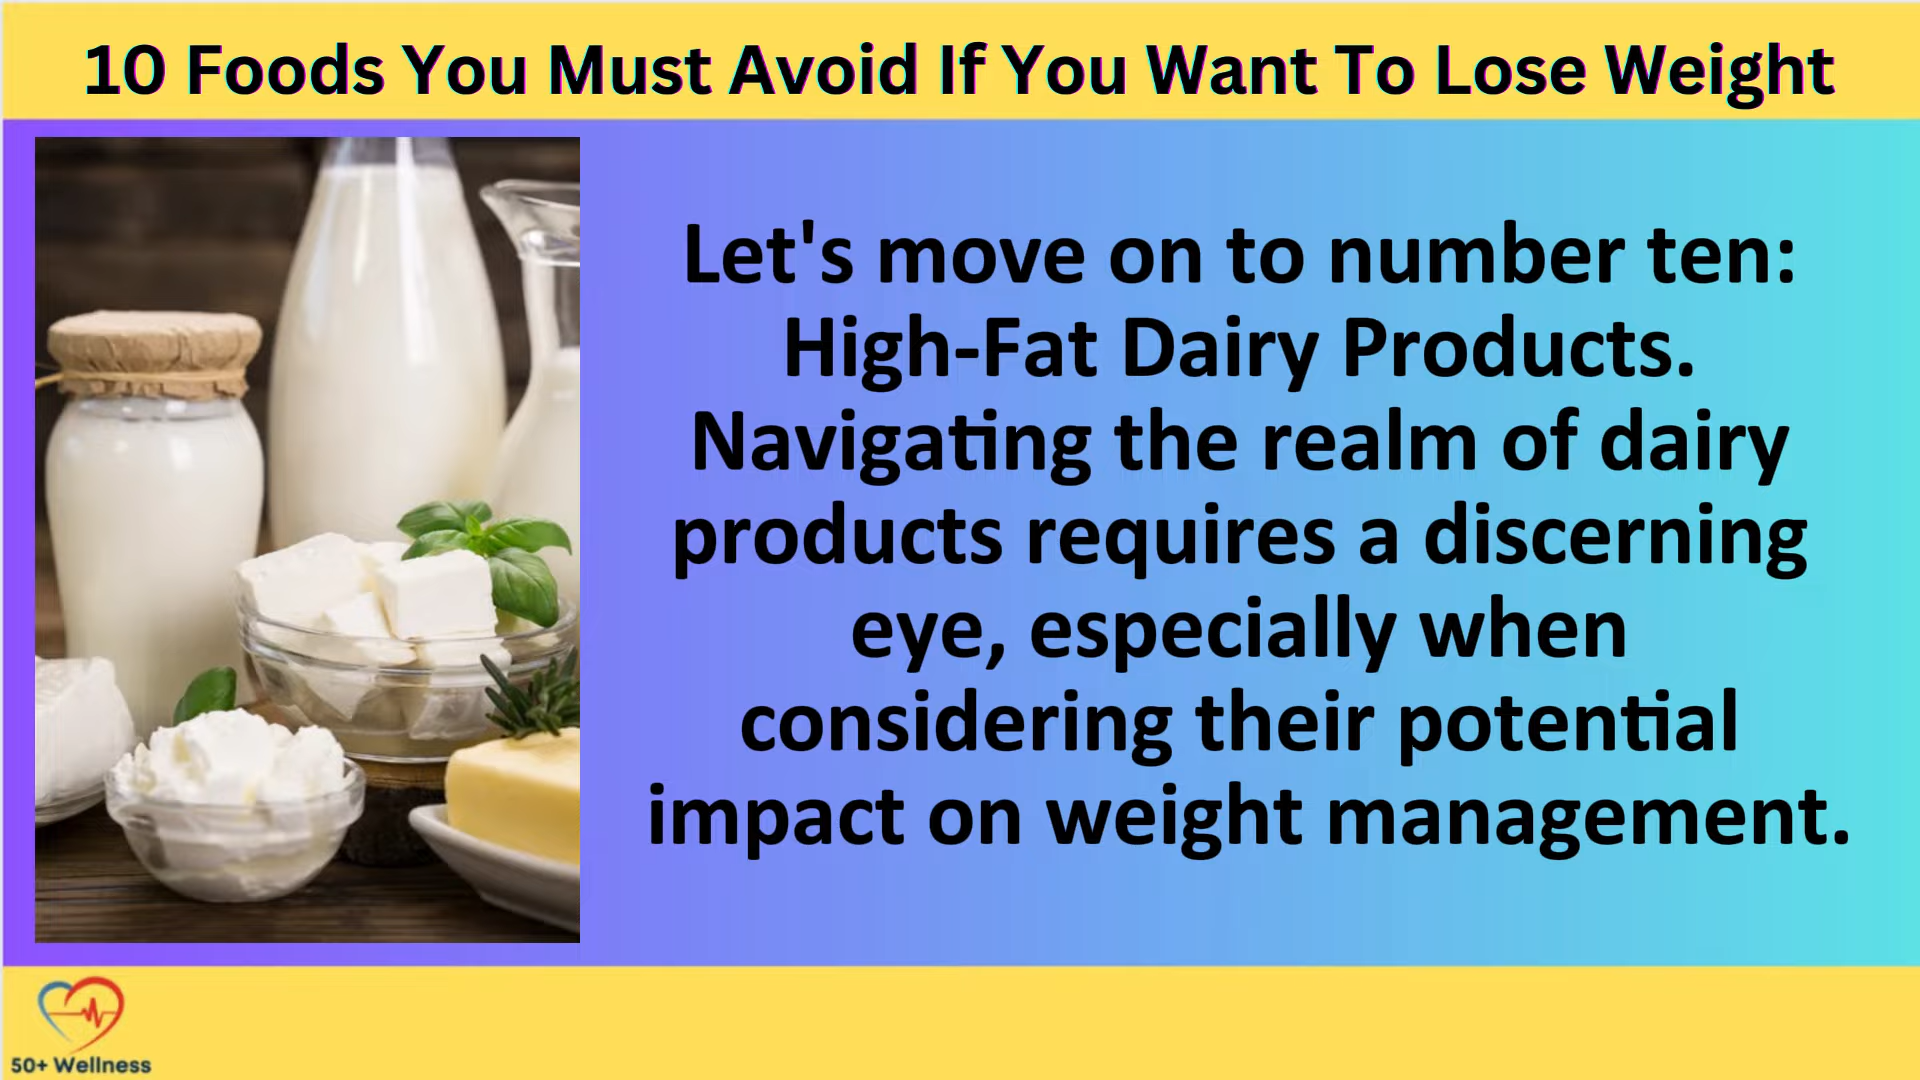 10 Foods You Must Avoid If You Want To Lose Weight
Let's move on to number ten:
High-Fat Dairy Products.
Navigating the realm of dairy
products requires a discerning
eye, especially when
considering their potential
impact on weight management.
50+ Wellness